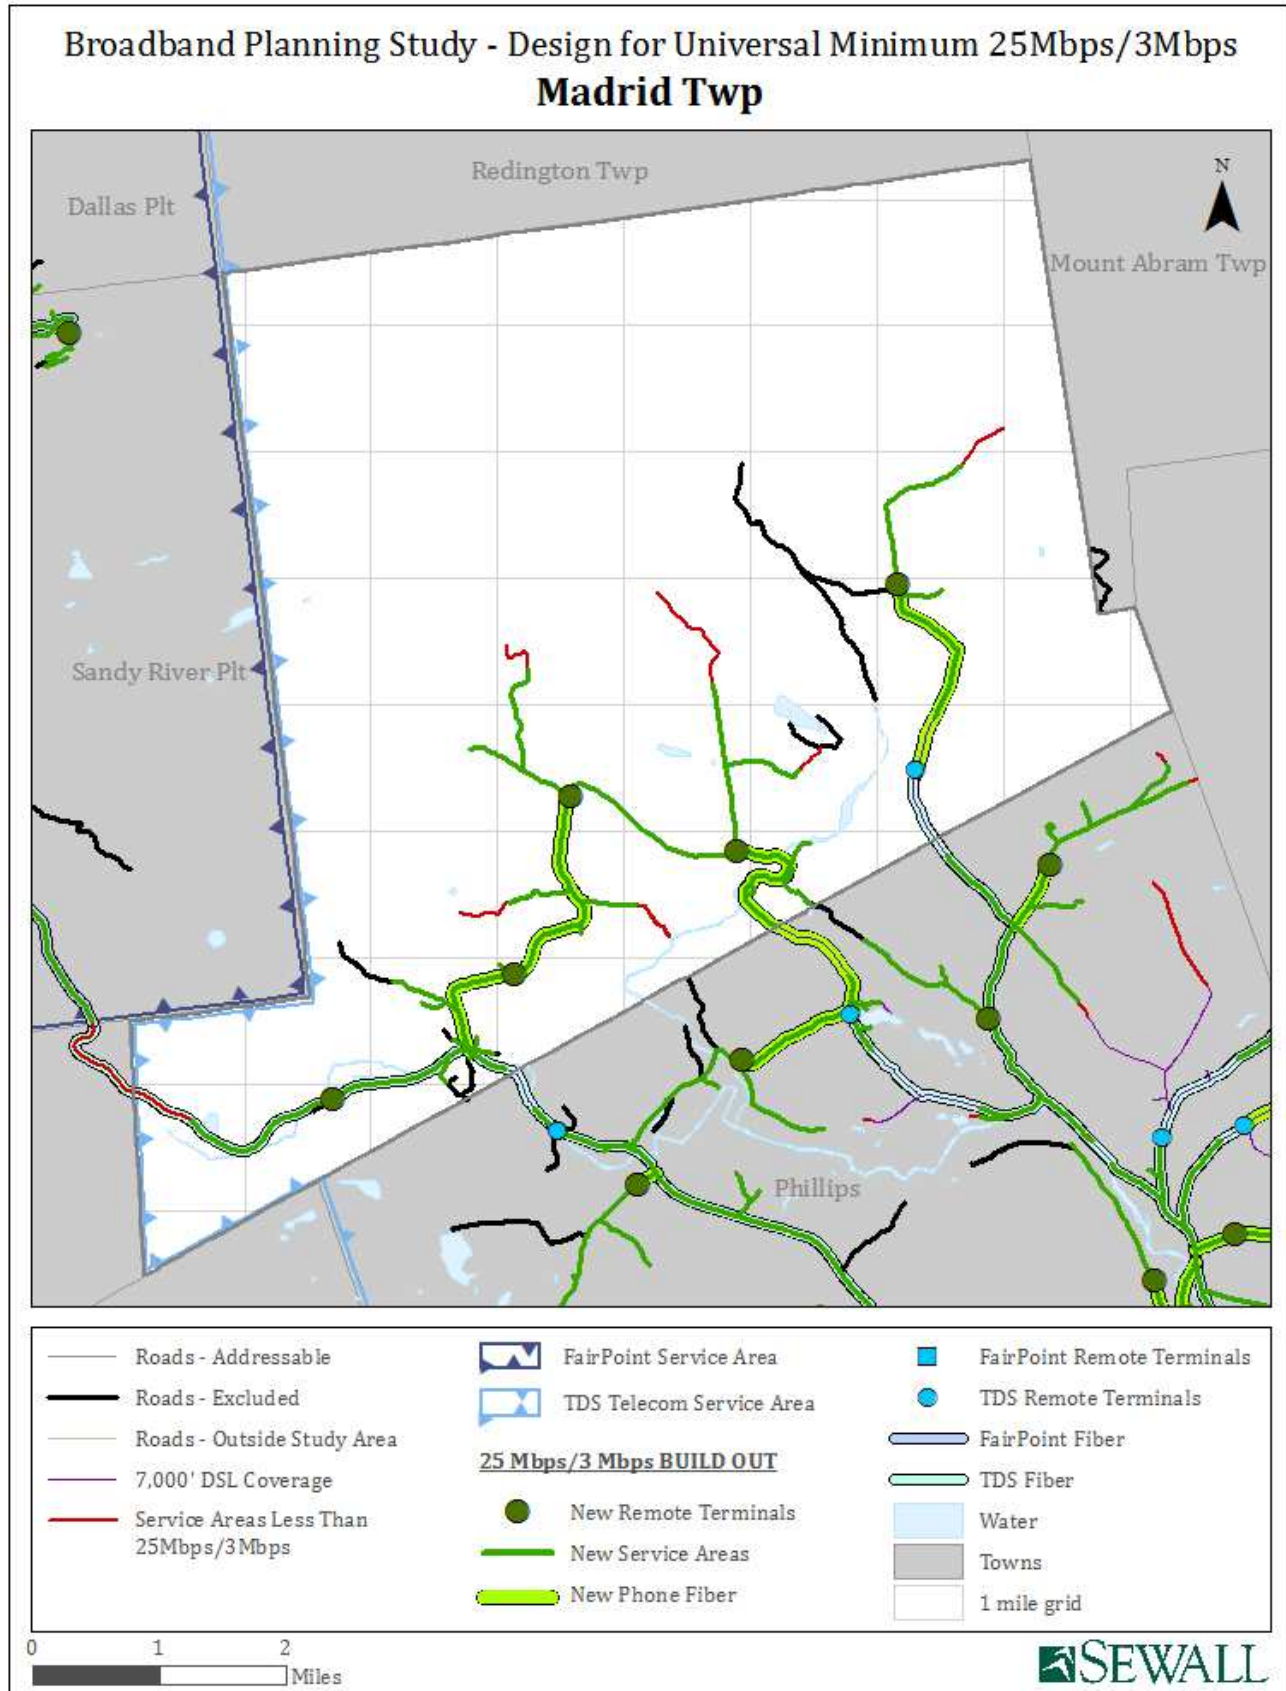 Broadband Planning Study - Design for Universal Minimum 25Mbps/3Mbps
Madrid Twp
Redington Twp
N
Dallas Plt
Mount Abram Twp
Sandy River Plt
Phillips
Roads - Addressable
Roads - Excluded
Roads - Outside Study Area
7,000' DSL Coverage
Service Areas Less Than
25Mbps/3Mbps
FairPoint Service Area
TDS Telecom Service Area
25 Mbps/3 Mbps BUILD OUT
New Remote Terminals
New Service Areas
New Phone Fiber
FairPoint Remote Terminals
TDS Remote Terminals
FairPoint Fiber
TDS Fiber
Water
Towns
1 mile grid
0 1 2
Miles
SEWALL